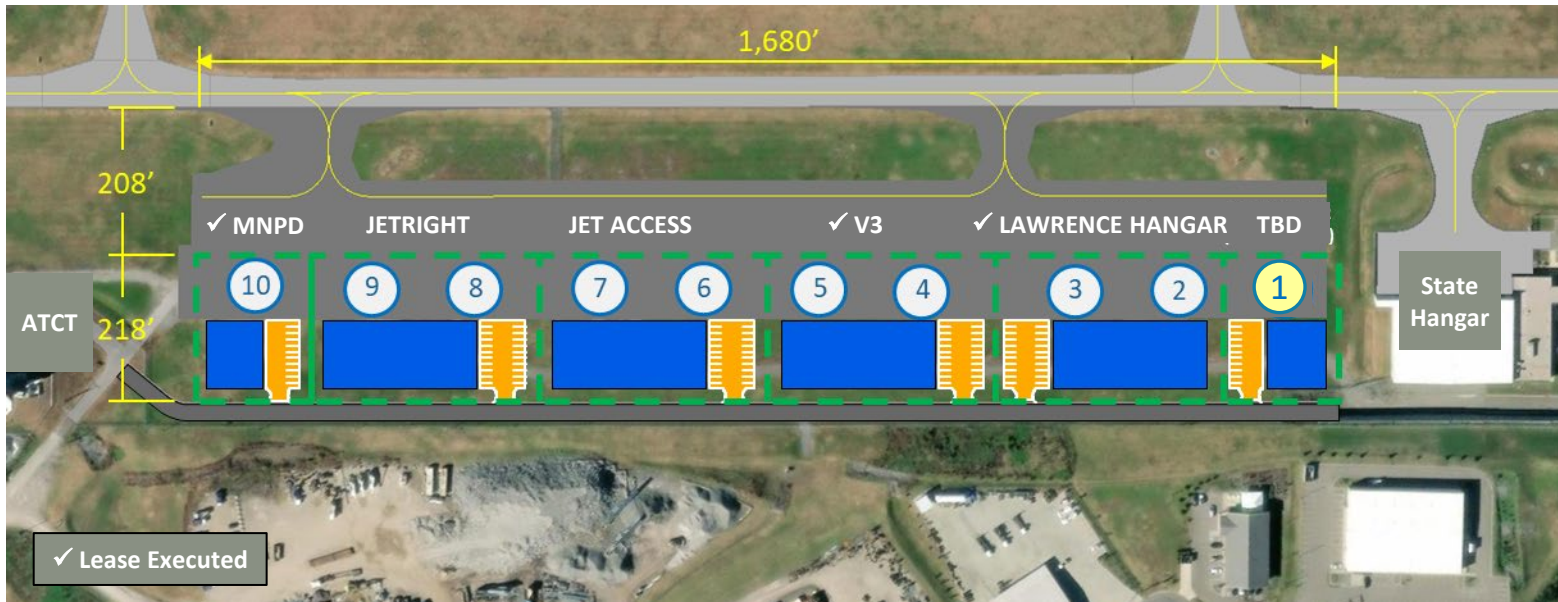 1,680’
208’
✓ MNPD
JETRIGHT
JET ACCESS
✓ V3
✓ LAWRENCE HANGAR
TBD
)
10
9
8
7
6
5
4
3
2
1
ATCT
218’
State
Hangar
✓ Lease Executed